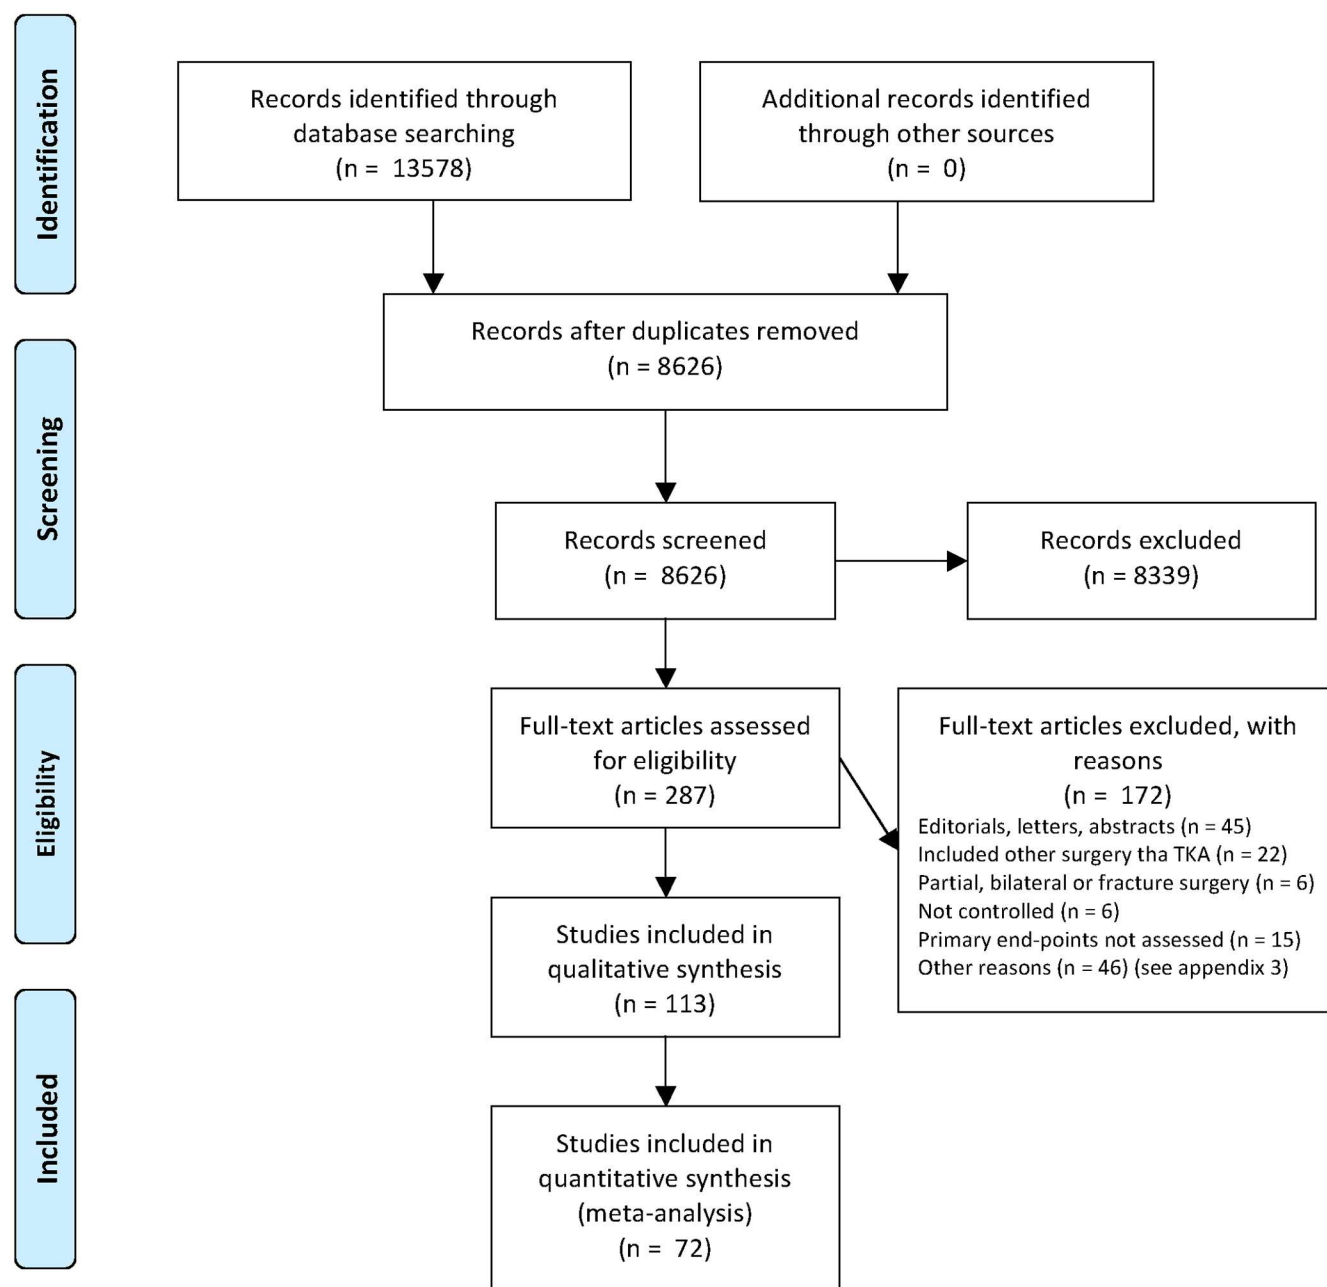 Identification
Records identified through
database searching
(n = 13578)
Additional records identified
through other sources
(n = 0)
Records after duplicates removed
(n = 8626)
Screening
Records screened
(n = 8626)
Records excluded
(n = 8339)
Eligibility
Full-text articles assessed
for eligibility
(n = 287)
Full-text articles excluded, with
reasons
(n = 172)
Editorials, letters, abstracts (n = 45)
Included other surgery tha TKA (n = 22)
Partial, bilateral or fracture surgery (n = 6)
Not controlled (n = 6)
Primary end-points not assessed (n = 15)
Other reasons (n = 46) (see appendix 3)
Studies included in
qualitative synthesis
(n = 113)
Included
Studies included in
quantitative synthesis
(meta-analysis)
(n = 72)